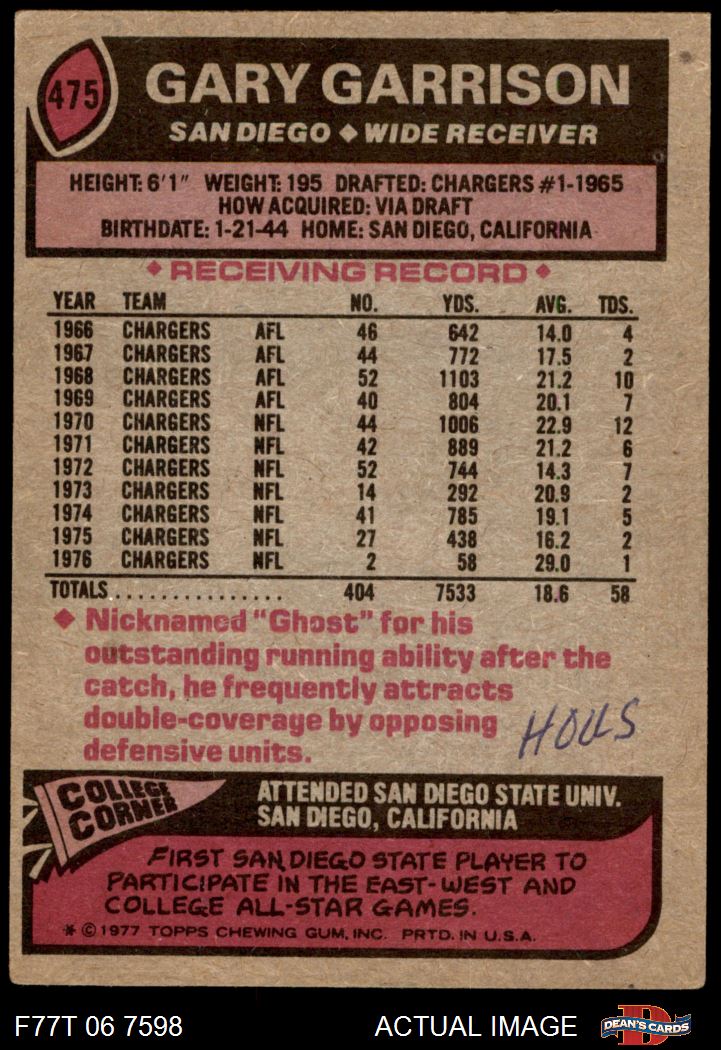 475
GARY GARRISON
SAN DIEGO ◆ WIDE RECEIVER
HEIGHT: 6'1" WEIGHT: 195 DRAFTED: CHARGERS #1-1965
HOW ACQUIRED: VIA DRAFT
BIRTHDATE: 1-21-44 HOME: SAN DIEGO, CALIFORNIA
◆ RECEIVING RECORD ◆
YEAR TEAM NO. YDS. AVG. TDS.
1966 CHARGERS AFL 46 642 14.0 4
1967 CHARGERS AFL 44 772 17.5 2
1968 CHARGERS AFL 52 1103 21.2 10
1969 CHARGERS AFL 40 804 20.1 7
1970 CHARGERS NFL 44 1006 22.9 12
1971 CHARGERS NFL 42 889 21.2 6
1972 CHARGERS NFL 52 744 14.3 7
1973 CHARGERS NFL 14 292 20.9 2
1974 CHARGERS NFL 41 785 19.1 5
1975 CHARGERS NFL 27 438 16.2 2
1976 CHARGERS NFL 2 58 29.0 1
TOTALS............... 404 7533 18.6 58
◆ Nicknamed "Ghost" for his
outstanding running ability after the
catch, he frequently attracts
double-coverage by opposing
defensive units.
COLLEGE
CORNER
ATTENDED SAN DIEGO STATE UNIV.
SAN DIEGO, CALIFORNIA
FIRST SAN DIEGO STATE PLAYER TO
PARTICIPATE IN THE EAST-WEST AND
COLLEGE ALL-STAR GAMES.
* © 1977 TOPPS CHEWING GUM, INC. PRTD. IN U.S.A.
F77T 06 7598 ACTUAL IMAGE
D
DEAN'S CARDS